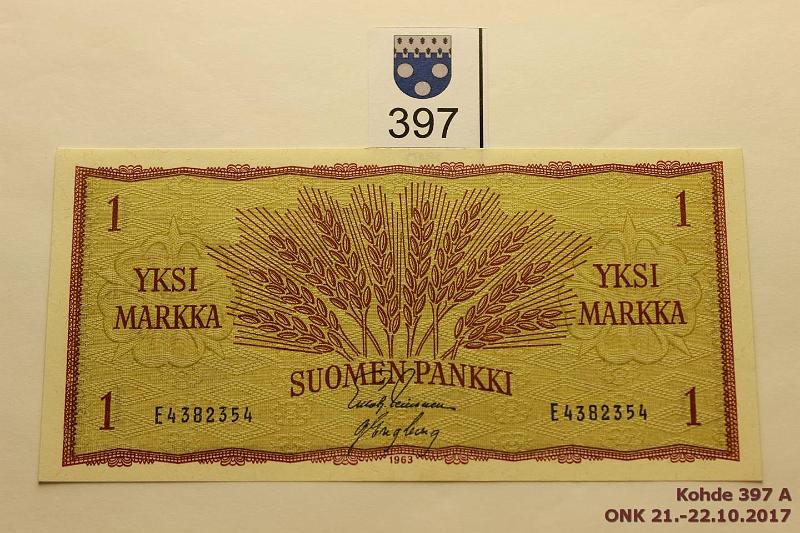 397
1
1
YKSI
MARKKA
YKSI
MARKKA
SUOMEN PANKKI
1
E4382354
E4382354
1
1963
Kohde 397 A
ONK 21.-22.10.2017